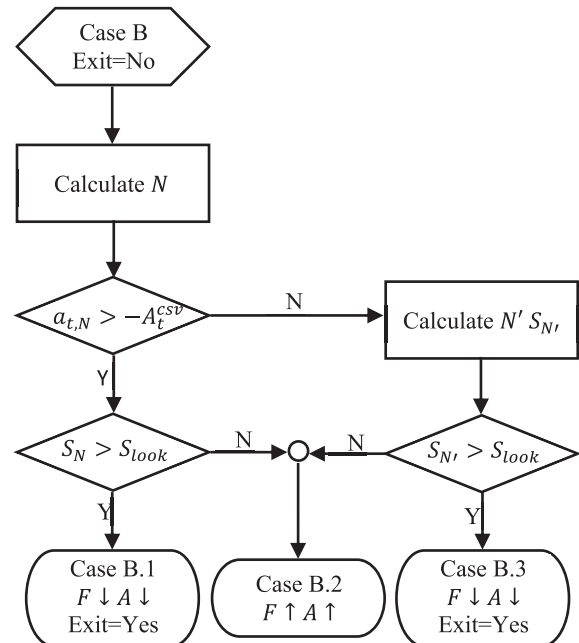 Case B
Exit=No
Calculate N
a_{t,N} > −A_t^{csv}
N
Calculate N′ S_{N′}
Y
S_N > S_{look}
N
N
S_{N′} > S_{look}
Y
Y
Case B.1
F ↓ A ↓
Exit=Yes
Case B.2
F ↑ A ↑
Case B.3
F ↓ A ↓
Exit=Yes